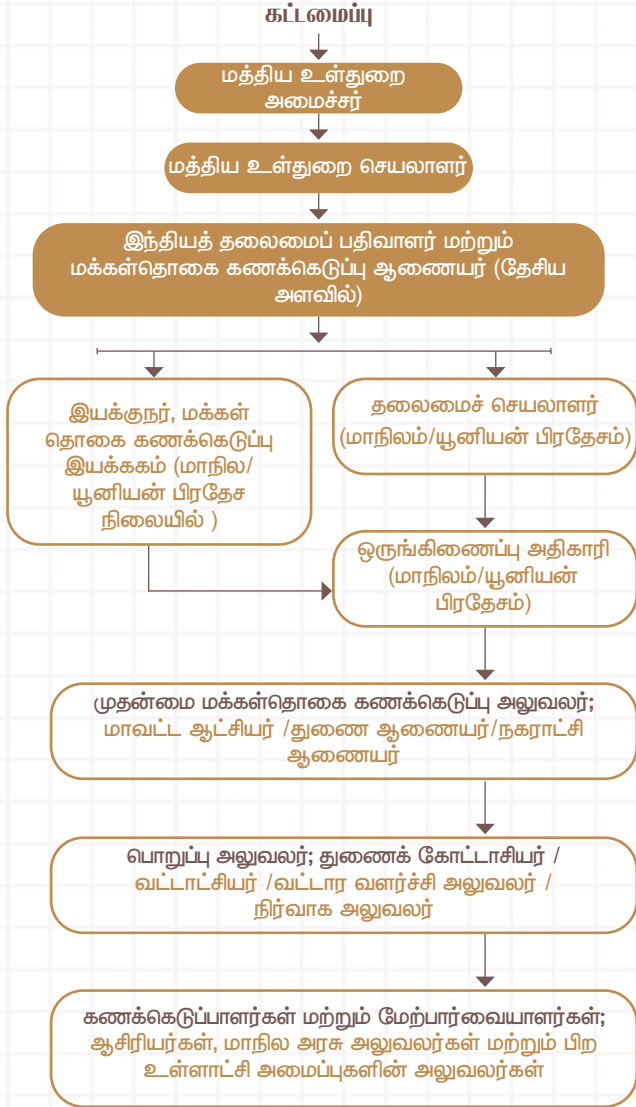 கட்டமைப்பு
மத்திய உள்துறை
அமைச்சர்
மத்திய உள்துறை செயலாளர்
இந்தியத் தலைமைப் பதிவாளர் மற்றும்
மக்கள்தொகை கணக்கெடுப்பு ஆணையர் (தேசிய
அளவில்)
இயக்குநர், மக்கள்
தொகை கணக்கெடுப்பு
இயக்ககம் (மாநில/
யூனியன் பிரதேச
நிலையில் )
தலைமைச் செயலாளர்
(மாநிலம்/யூனியன் பிரதேசம்)
ஒருங்கிணைப்பு அதிகாரி
(மாநிலம்/யூனியன்
பிரதேசம்)
முதன்மை மக்கள்தொகை கணக்கெடுப்பு அலுவலர்;
மாவட்ட ஆட்சியர் /துணை ஆணையர்/நகராட்சி
ஆணையர்
பொறுப்பு அலுவலர்; துணைக் கோட்டாசியர் /
வட்டாட்சியர் /வட்டார வளர்ச்சி அலுவலர் /
நிர்வாக அலுவலர்
கணக்கெடுப்பாளர்கள் மற்றும் மேற்பார்வையாளர்கள்;
ஆசிரியர்கள், மாநில அரசு அலுவலர்கள் மற்றும் பிற
உள்ளாட்சி அமைப்புகளின் அலுவலர்கள்